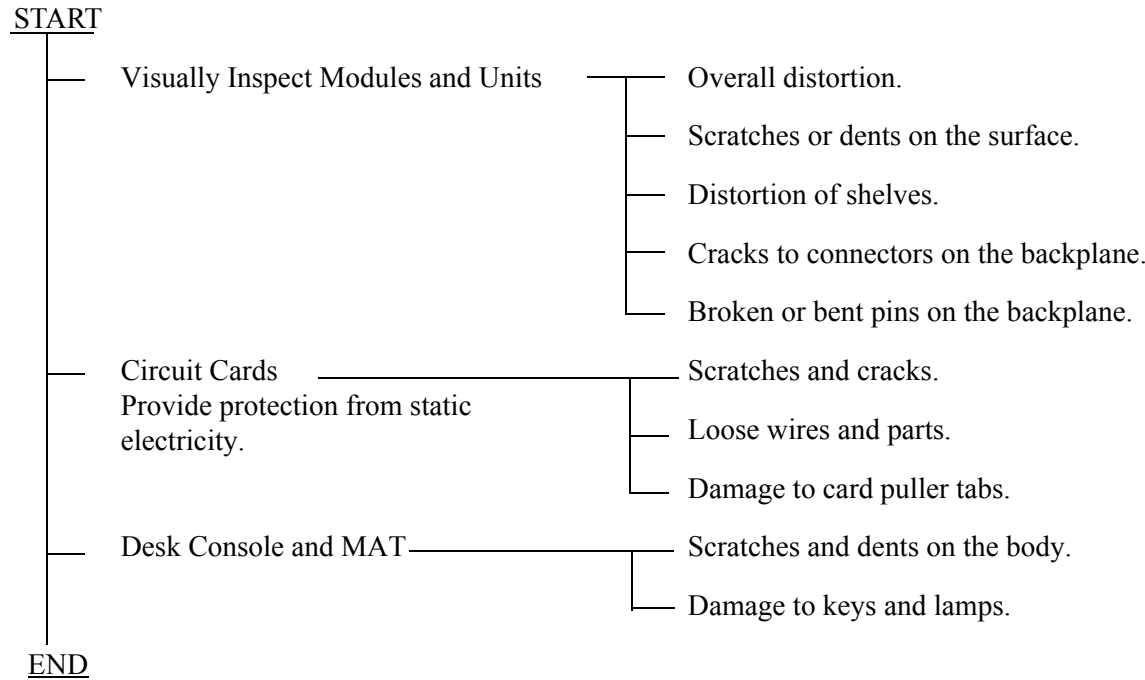 START
Visually Inspect Modules and Units
Overall distortion.
Scratches or dents on the surface.
Distortion of shelves.
Cracks to connectors on the backplane.
Broken or bent pins on the backplane.
Circuit Cards
Provide protection from static
electricity.
Scratches and cracks.
Loose wires and parts.
Damage to card puller tabs.
Desk Console and MAT
Scratches and dents on the body.
Damage to keys and lamps.
END